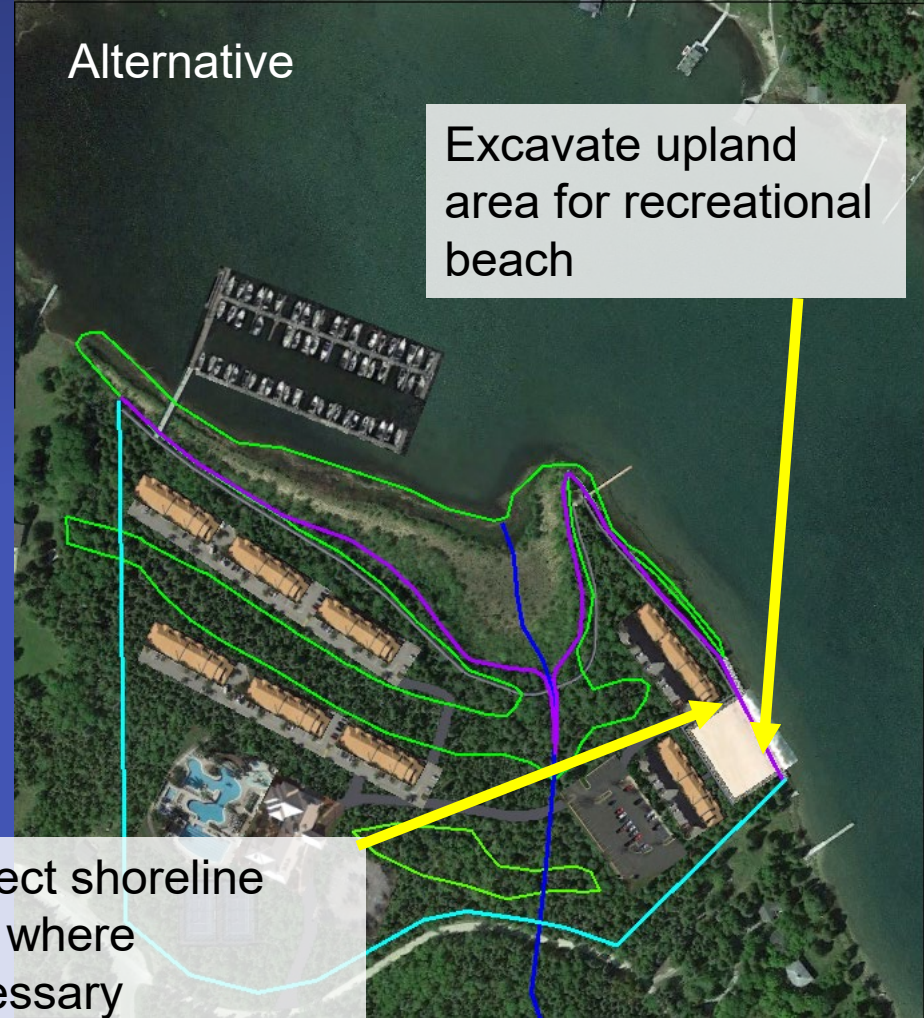 Alternative
Excavate upland
area for recreational
beach
ect shoreline
where
essary